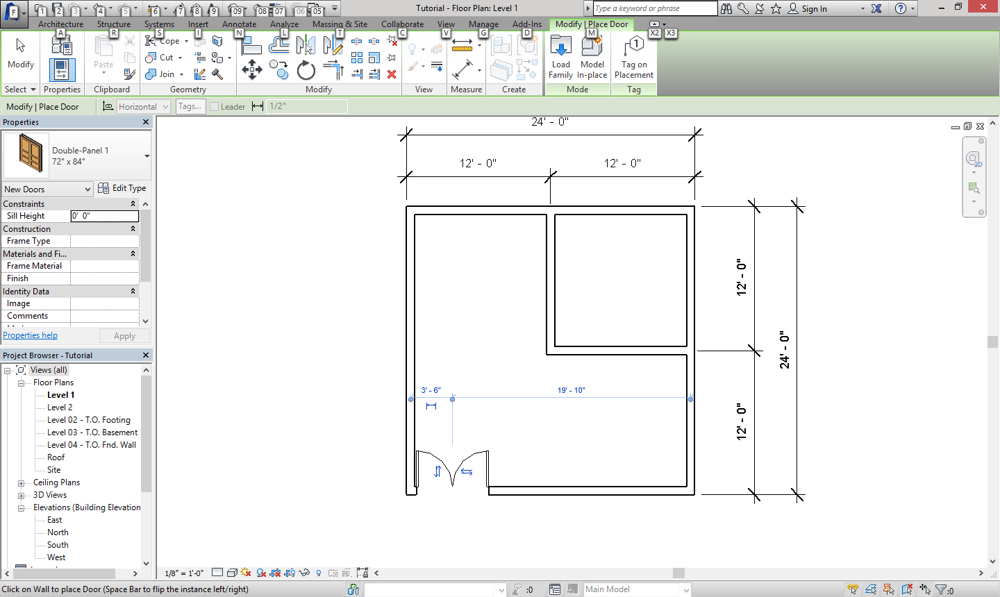 F
1 2 3 4 5 6 7 8 9 09 08 07 06 05
Tutorial - Floor Plan: Level 1
Type a keyword or phrase
Sign In
Architecture Structure Systems Insert Annotate Analyze Massing & Site Collaborate View Manage Add-Ins Modify | Place Door
A R S I N L T C V G D M X2 X3
Modify
Paste
Cope
Cut
Join
Load Family
Model In-place
Tag on Placement
Select Properties Clipboard Geometry Modify View Measure Create Mode Tag
Modify | Place Door
Horizontal
Tags...
Leader
1/2"
Properties
Double-Panel 1
72" x 84"
New Doors
Edit Type
Constraints
Sill Height 0' 0"
Construction
Frame Type
Materials and Fi...
Frame Material
Finish
Identity Data
Image
Comments
Properties help
Apply
Project Browser - Tutorial
Views (all)
Floor Plans
Level 1
Level 2
Level 02 - T.O. Footing
Level 03 - T.O. Basement
Level 04 - T.O. Fnd. Wall
Roof
Site
Ceiling Plans
3D Views
Elevations (Building Elevation
East
North
South
West
24' - 0"
12' - 0" 12' - 0"
2D
12' - 0"
24' - 0"
12' - 0"
3' - 6" 19' - 10"
1/8" = 1'-0"
Click on Wall to place Door (Space Bar to flip the instance left/right)
:0
Main Model
:0